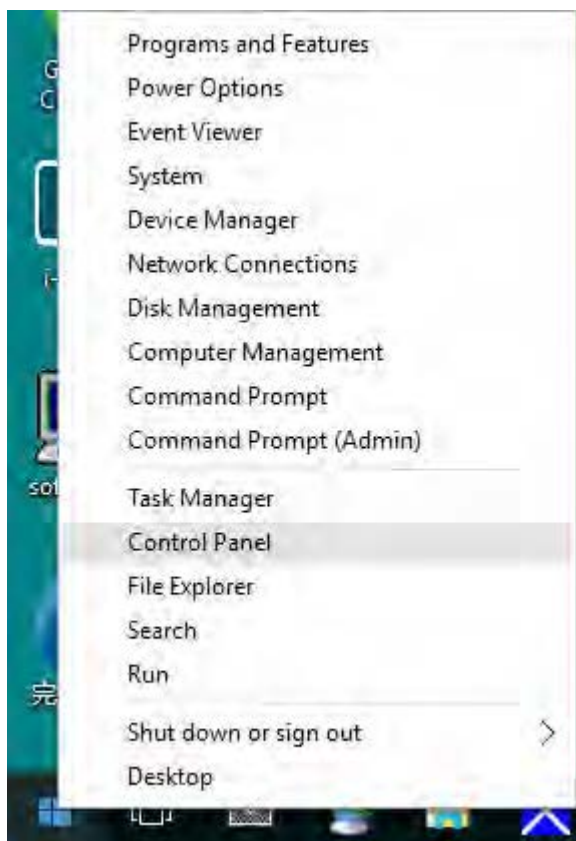 Programs and Features
Power Options
Event Viewer
System
Device Manager
Network Connections
Disk Management
Computer Management
Command Prompt
Command Prompt (Admin)
Task Manager
Control Panel
File Explorer
Search
Run
Shut down or sign out
Desktop